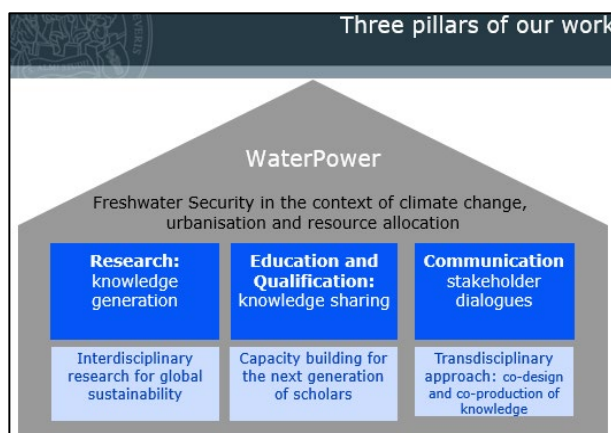 Three pillars of our work
WaterPower
Freshwater Security in the context of climate change,
urbanisation and resource allocation
Research:
knowledge
generation
Education and
Qualification:
knowledge sharing
Communication
stakeholder
dialogues
Interdisciplinary
research for global
sustainability
Capacity building for
the next generation
of scholars
Transdisciplinary
approach: co-design
and co-production of
knowledge